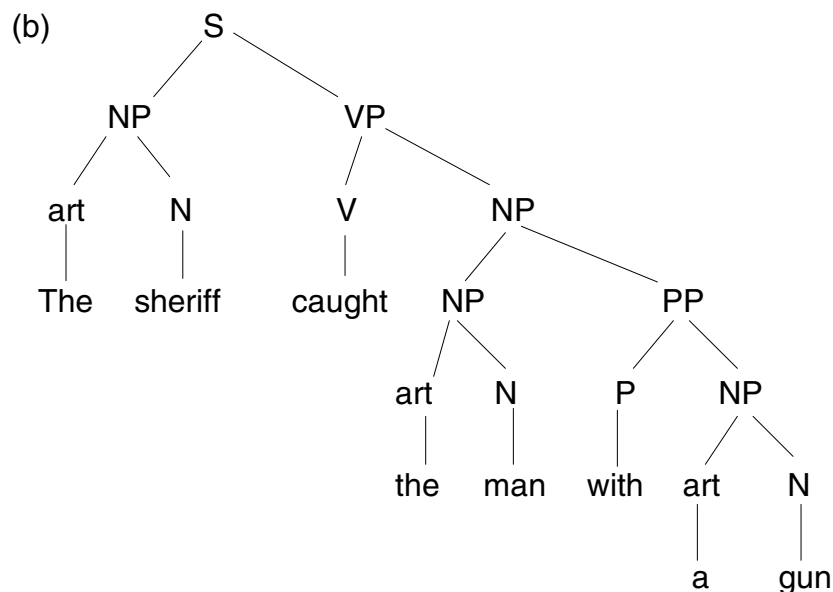 (b) S
NP VP
art N V NP
The sheriff caught NP PP
art N P NP
the man with art N
a gun